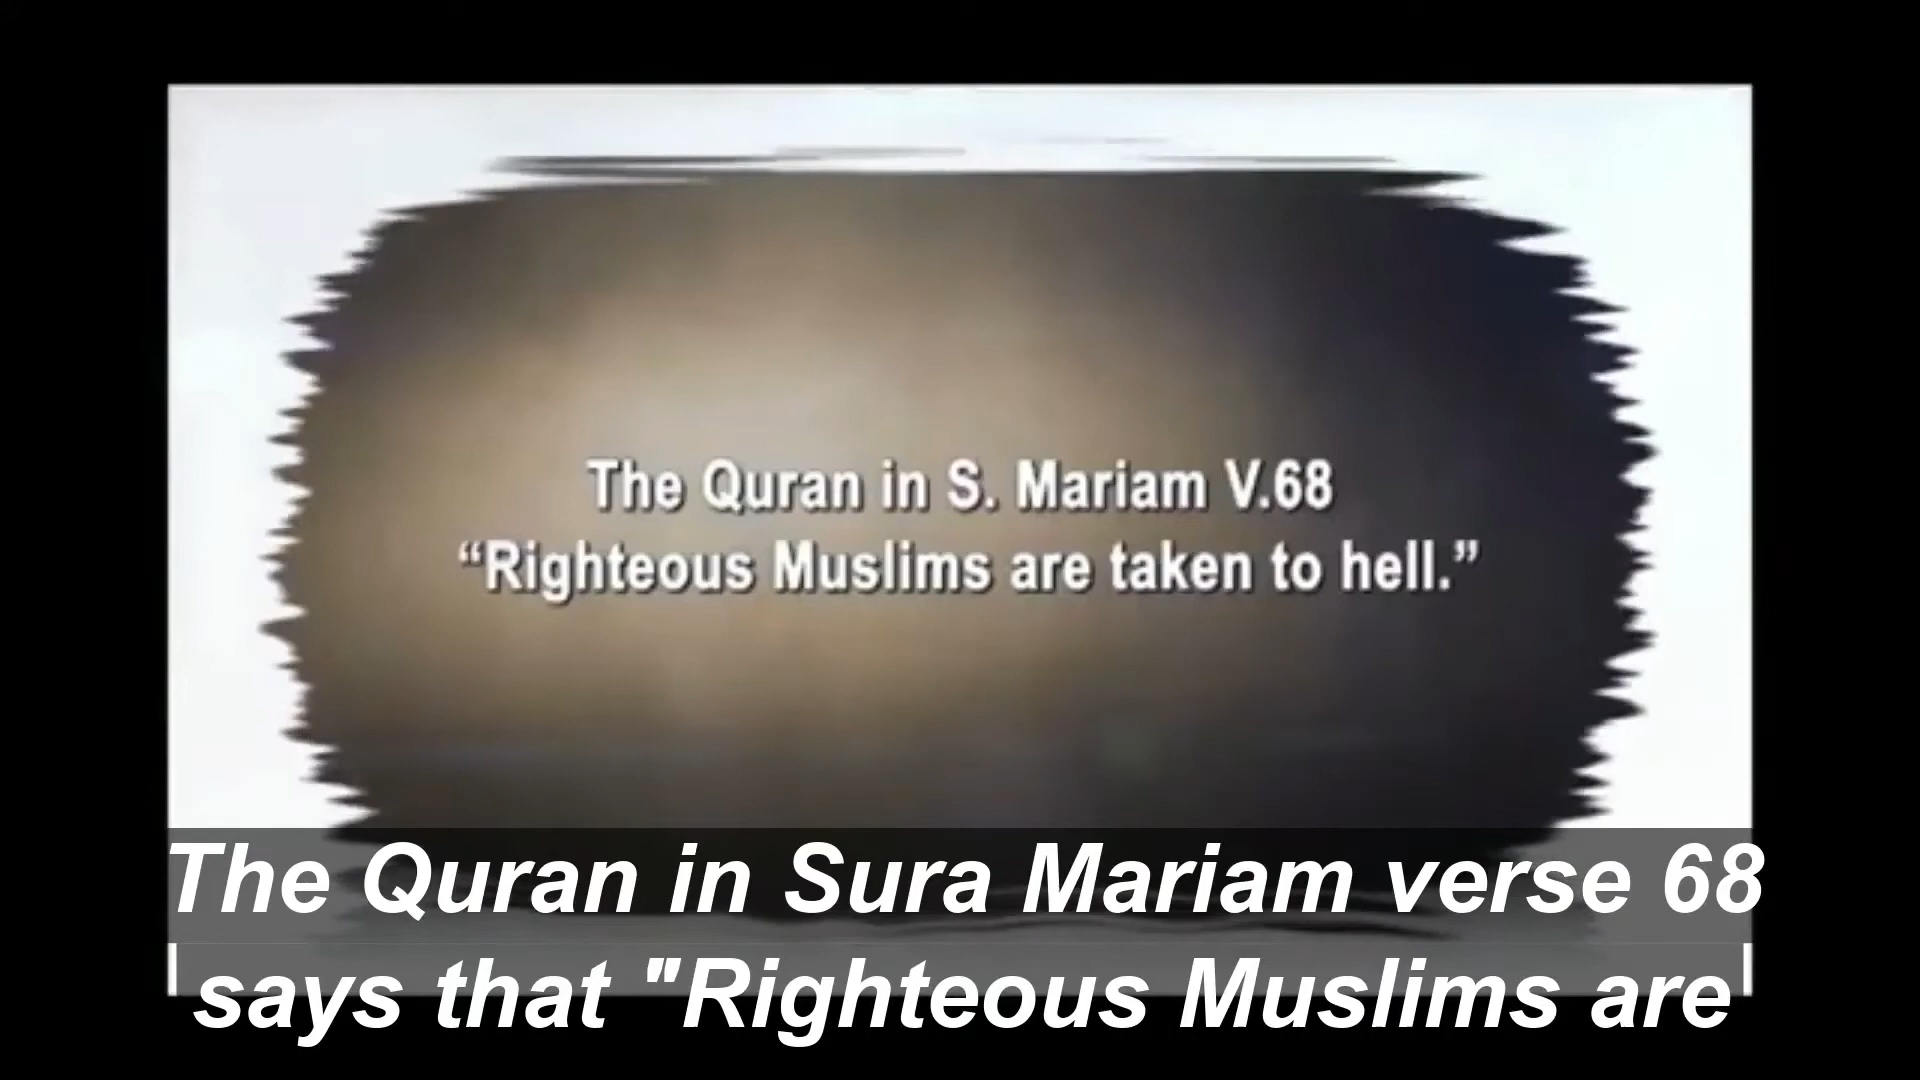 The Quran in S. Mariam V.68
“Righteous Muslims are taken to hell.”
The Quran in Sura Mariam verse 68
says that "Righteous Muslims are